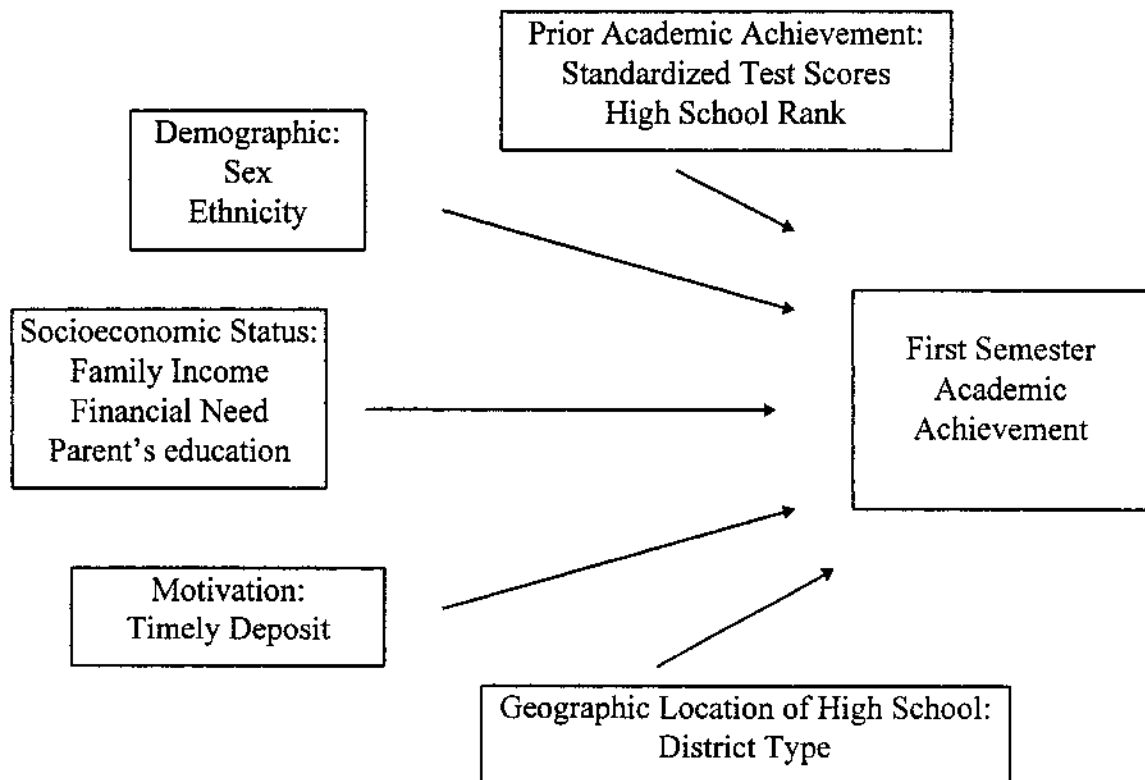 Prior Academic Achievement:
Standardized Test Scores
High School Rank
Demographic:
Sex
Ethnicity
Socioeconomic Status:
Family Income
Financial Need
Parent's education
First Semester
Academic
Achievement
Motivation:
Timely Deposit
Geographic Location of High School:
District Type